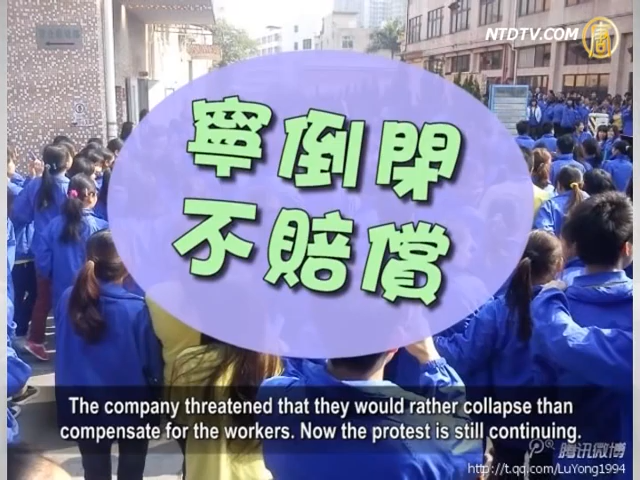 NTDTV.COM
寧倒閉
不賠償
The company threatened that they would rather collapse than
compensate for the workers. Now the protest is still continuing.
腾讯微博
http://t.qq.com/LuYong1994